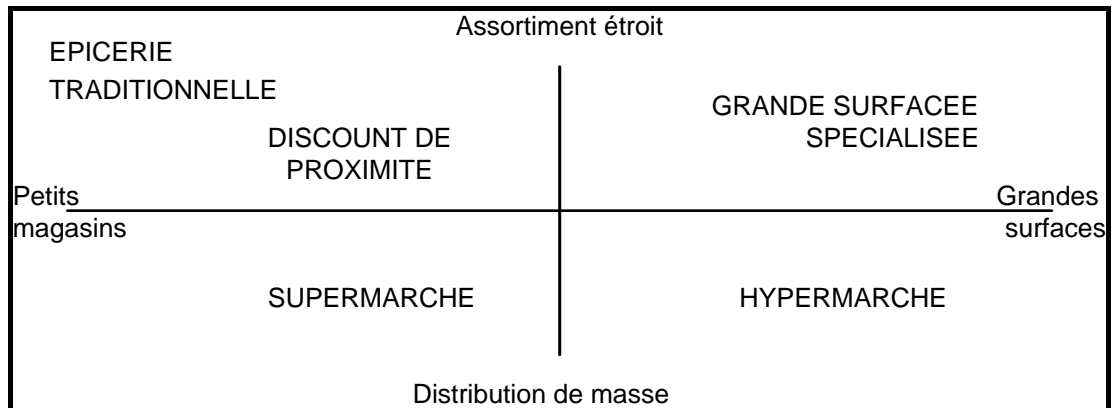 Assortiment étroit
EPICERIE
TRADITIONNELLE
GRANDE SURFACEE
SPECIALISEE
DISCOUNT DE
PROXIMITE
Petits
magasins
Grandes
surfaces
SUPERMARCHE
HYPERMARCHE
Distribution de masse